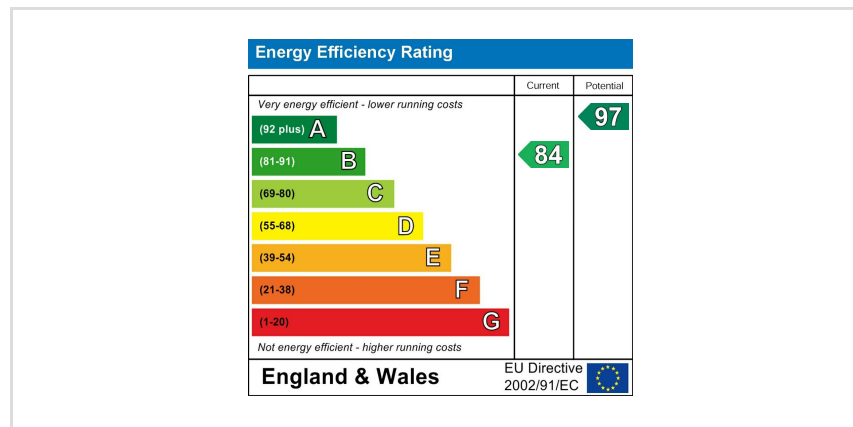 Energy Efficiency Rating
Current Potential
Very energy efficient - lower running costs
(92 plus) A
97
(81-91) B
84
(69-80) C
(55-68) D
(39-54) E
(21-38) F
(1-20) G
Not energy efficient - higher running costs
England & Wales
EU Directive
2002/91/EC